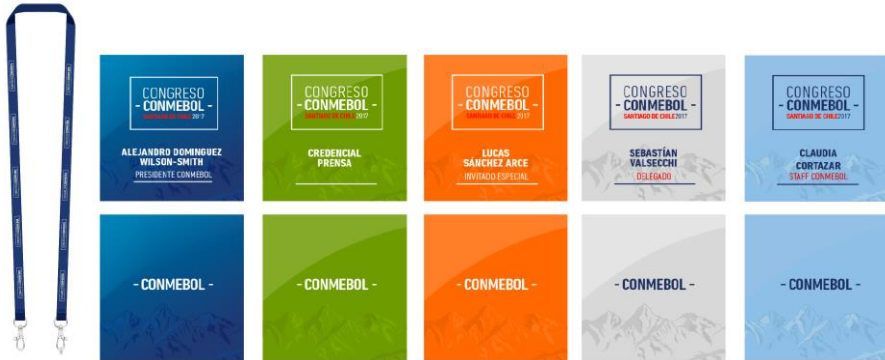 CONGRESO
- CONMEBOL -
SANTIAGO DE CHILE 2017
ALEJANDRO DOMINGUEZ
WILSON-SMITH
PRESIDENTE CONMEBOL
CONGRESO
- CONMEBOL -
SANTIAGO DE CHILE 2017
CREDENCIAL
PRENSA
CONGRESO
- CONMEBOL -
SANTIAGO DE CHILE 2017
LUCAS
SÁNCHEZ ARCE
INVITADO ESPECIAL
CONGRESO
- CONMEBOL -
SANTIAGO DE CHILE 2017
SEBASTÍAN
VALSECCHI
DELEGADO
CONGRESO
- CONMEBOL -
SANTIAGO DE CHILE 2017
CLAUDIA
CORTAZAR
STAFF CONMEBOL
- CONMEBOL -
- CONMEBOL -
- CONMEBOL -
- CONMEBOL -
- CONMEBOL -